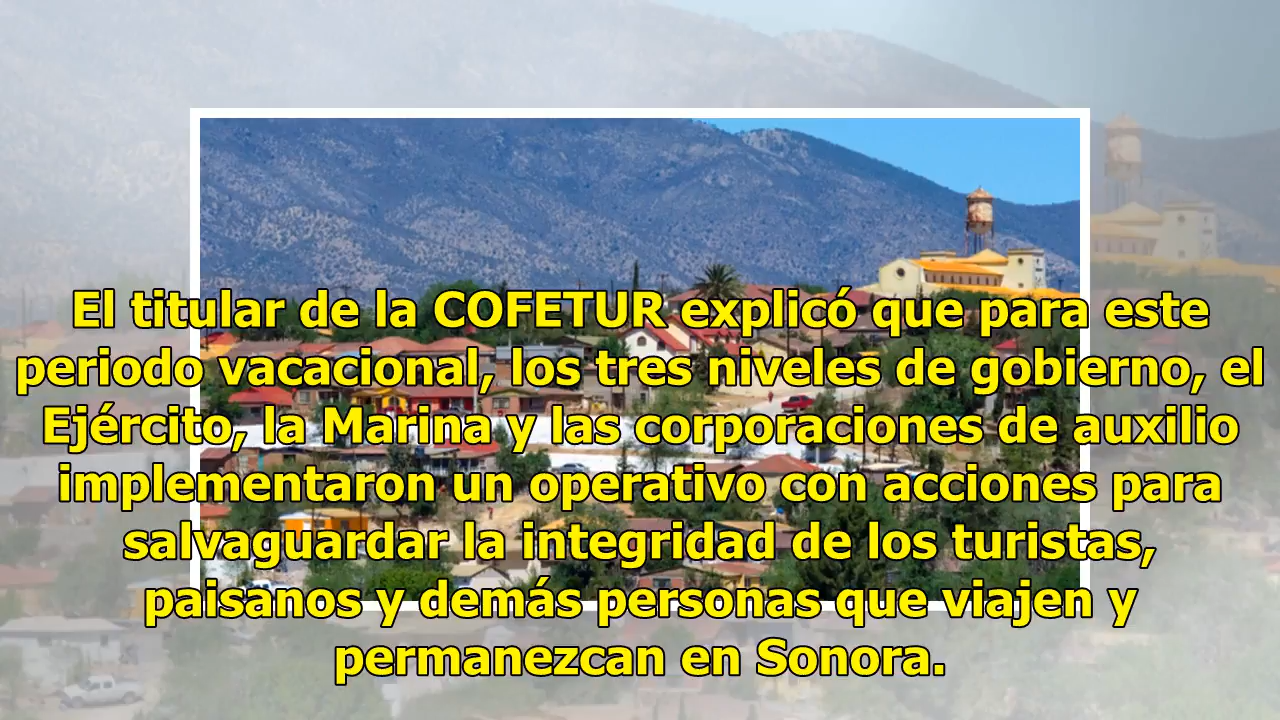 El titular de la COFETUR explicó que para este
periodo vacacional, los tres niveles de gobierno, el
Ejército, la Marina y las corporaciones de auxilio
implementaron un operativo con acciones para
salvaguardar la integridad de los turistas,
paisanos y demás personas que viajen y
permanezcan en Sonora.